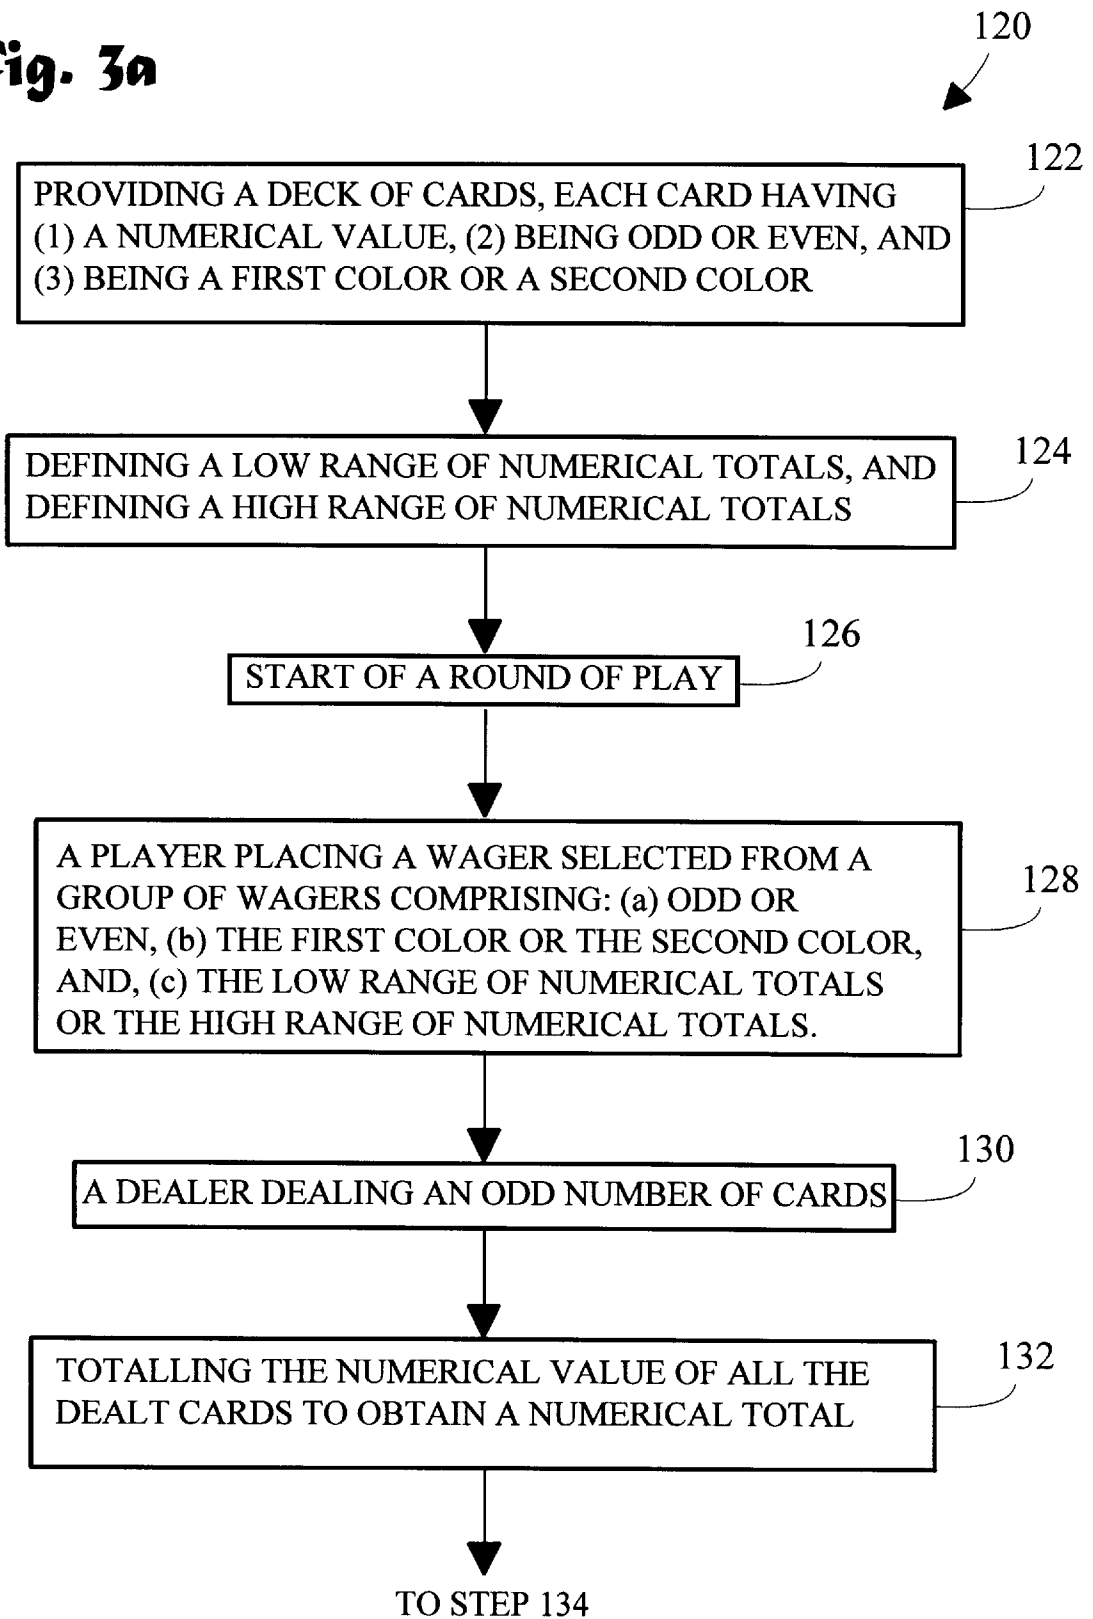 Fig. 3a
120
122
PROVIDING A DECK OF CARDS, EACH CARD HAVING
(1) A NUMERICAL VALUE, (2) BEING ODD OR EVEN, AND
(3) BEING A FIRST COLOR OR A SECOND COLOR
124
DEFINING A LOW RANGE OF NUMERICAL TOTALS, AND
DEFINING A HIGH RANGE OF NUMERICAL TOTALS
126
START OF A ROUND OF PLAY
128
A PLAYER PLACING A WAGER SELECTED FROM A
GROUP OF WAGERS COMPRISING: (a) ODD OR
EVEN, (b) THE FIRST COLOR OR THE SECOND COLOR,
AND, (c) THE LOW RANGE OF NUMERICAL TOTALS
OR THE HIGH RANGE OF NUMERICAL TOTALS.
130
A DEALER DEALING AN ODD NUMBER OF CARDS
132
TOTALLING THE NUMERICAL VALUE OF ALL THE
DEALT CARDS TO OBTAIN A NUMERICAL TOTAL
TO STEP 134